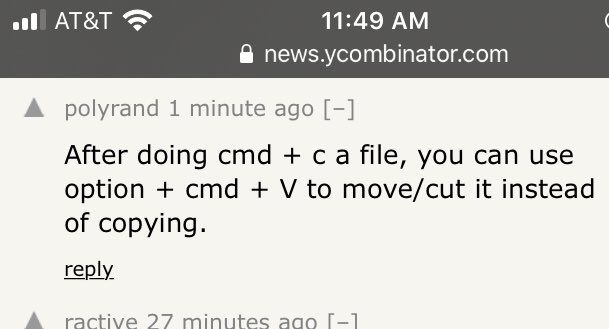 AT&T 11:49 AM
news.ycombinator.com
polyrand 1 minute ago [–]
After doing cmd + c a file, you can use
option + cmd + V to move/cut it instead
of copying.
reply
ractive 27 minutes ago [–]